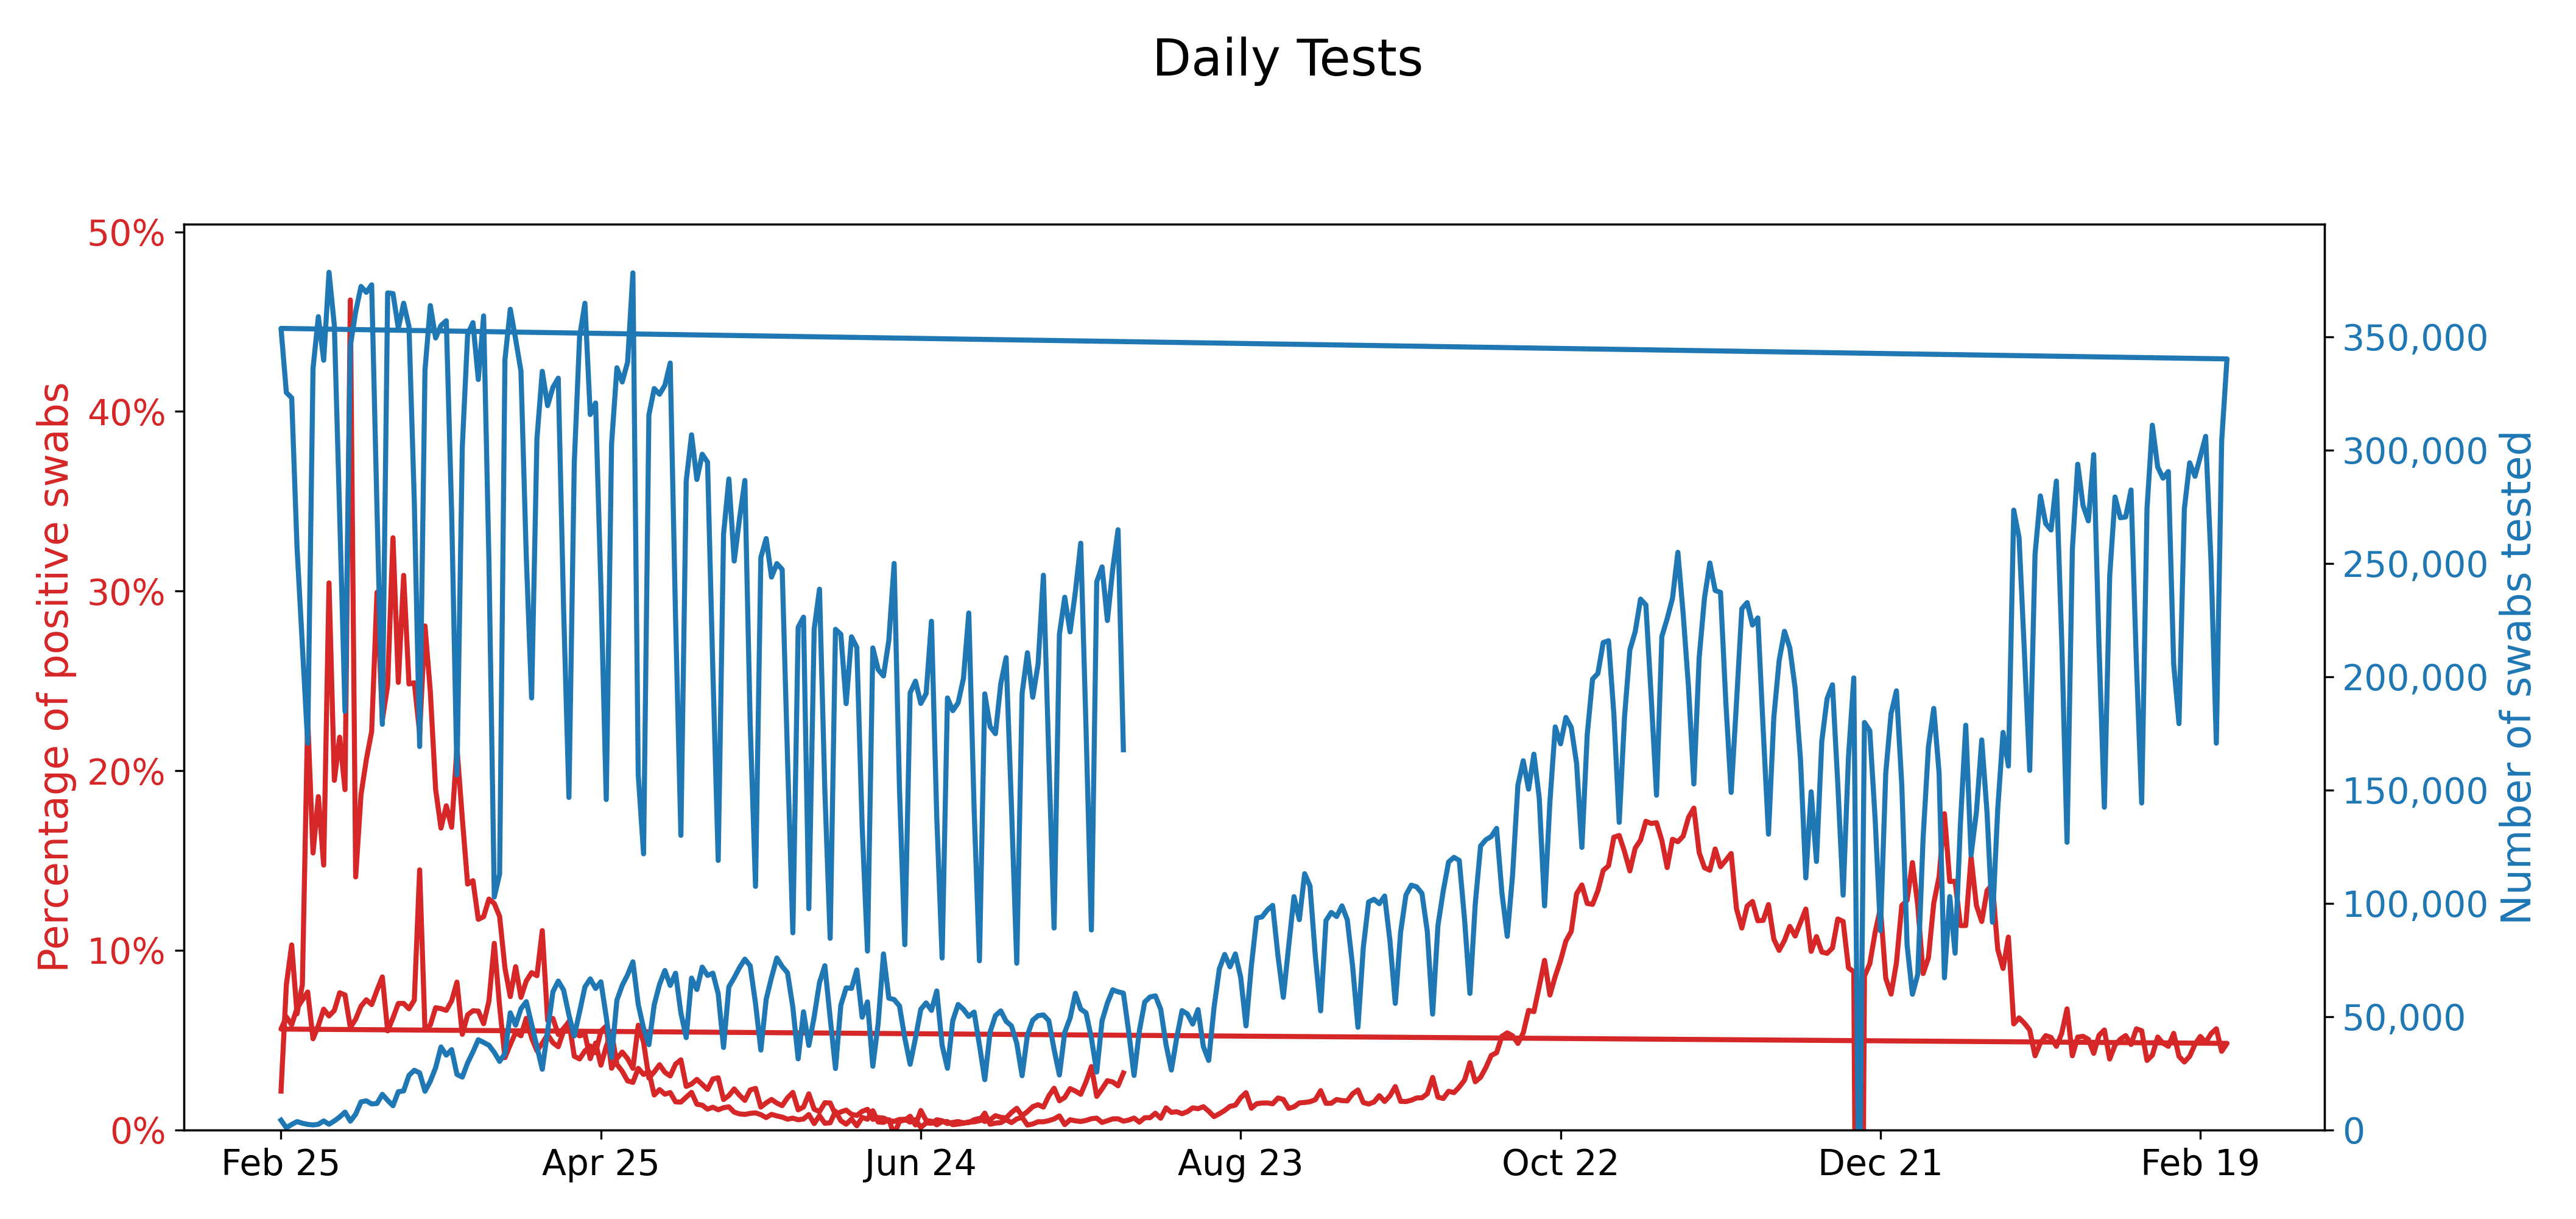 Daily Tests
Percentage of positive swabs
50%
40%
30%
20%
10%
0%
350,000
300,000
250,000
200,000
150,000
100,000
50,000
0
Number of swabs tested
Feb 25
Apr 25
Jun 24
Aug 23
Oct 22
Dec 21
Feb 19